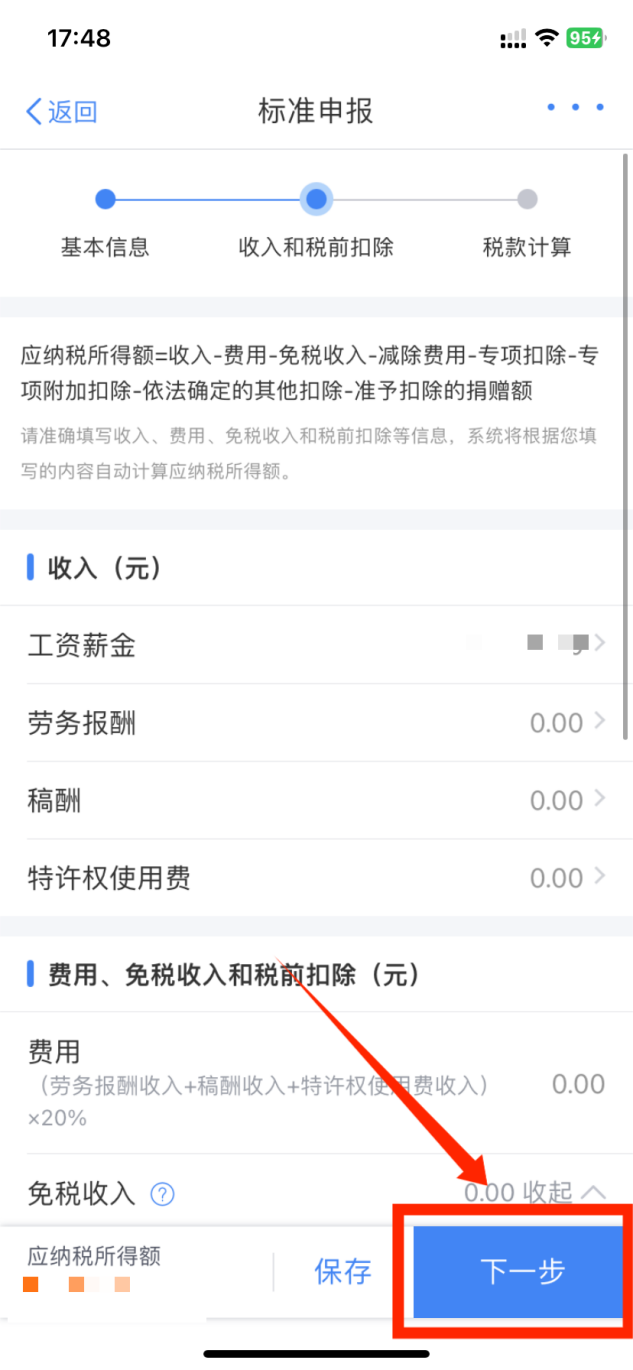 17:48
95
返回
标准申报
基本信息
收入和税前扣除
税款计算
应纳税所得额=收入-费用-免税收入-减除费用-专项扣除-专
项附加扣除-依法确定的其他扣除-准予扣除的捐赠额
请准确填写收入、费用、免税收入和税前扣除等信息，系统将根据您填
写的内容自动计算应纳税所得额。
收入（元）
工资薪金
劳务报酬 0.00
稿酬 0.00
特许权使用费 0.00
费用、免税收入和税前扣除（元）
费用
（劳务报酬收入+稿酬收入+特许权使用费收入）
×20%
0.00
免税收入 ? 0.00 收起
应纳税所得额
保存
下一步